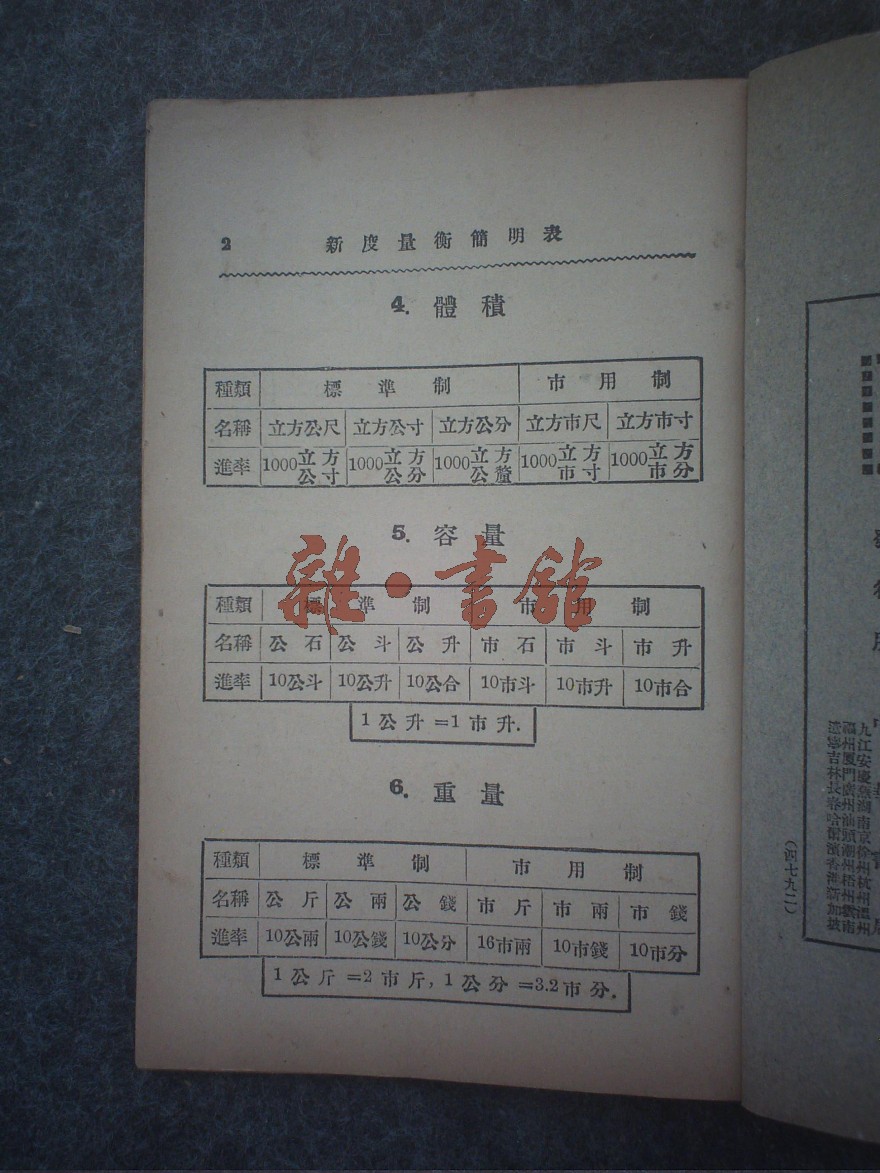 2 新度量衡簡明表
4. 體積
種類 標準制 市用制
名稱 立方公尺 立方公寸 立方公分 立方市尺 立方市寸
進率 1000立方公寸 1000立方公分 1000立方公釐 1000立方市寸 1000立方市分
5. 容量
雜·書舘
種類 標準制 市用制
名稱 公石 公斗 公升 市石 市斗 市升
進率 10公斗 10公升 10公合 10市斗 10市升 10市合
1公升=1市升.
6. 重量
種類 標準制 市用制
名稱 公斤 公兩 公錢 市斤 市兩 市錢
進率 10公兩 10公錢 10公分 16市兩 10市錢 10市分
1公斤=2市斤, 1公分=3.2市分.
(四七九二)